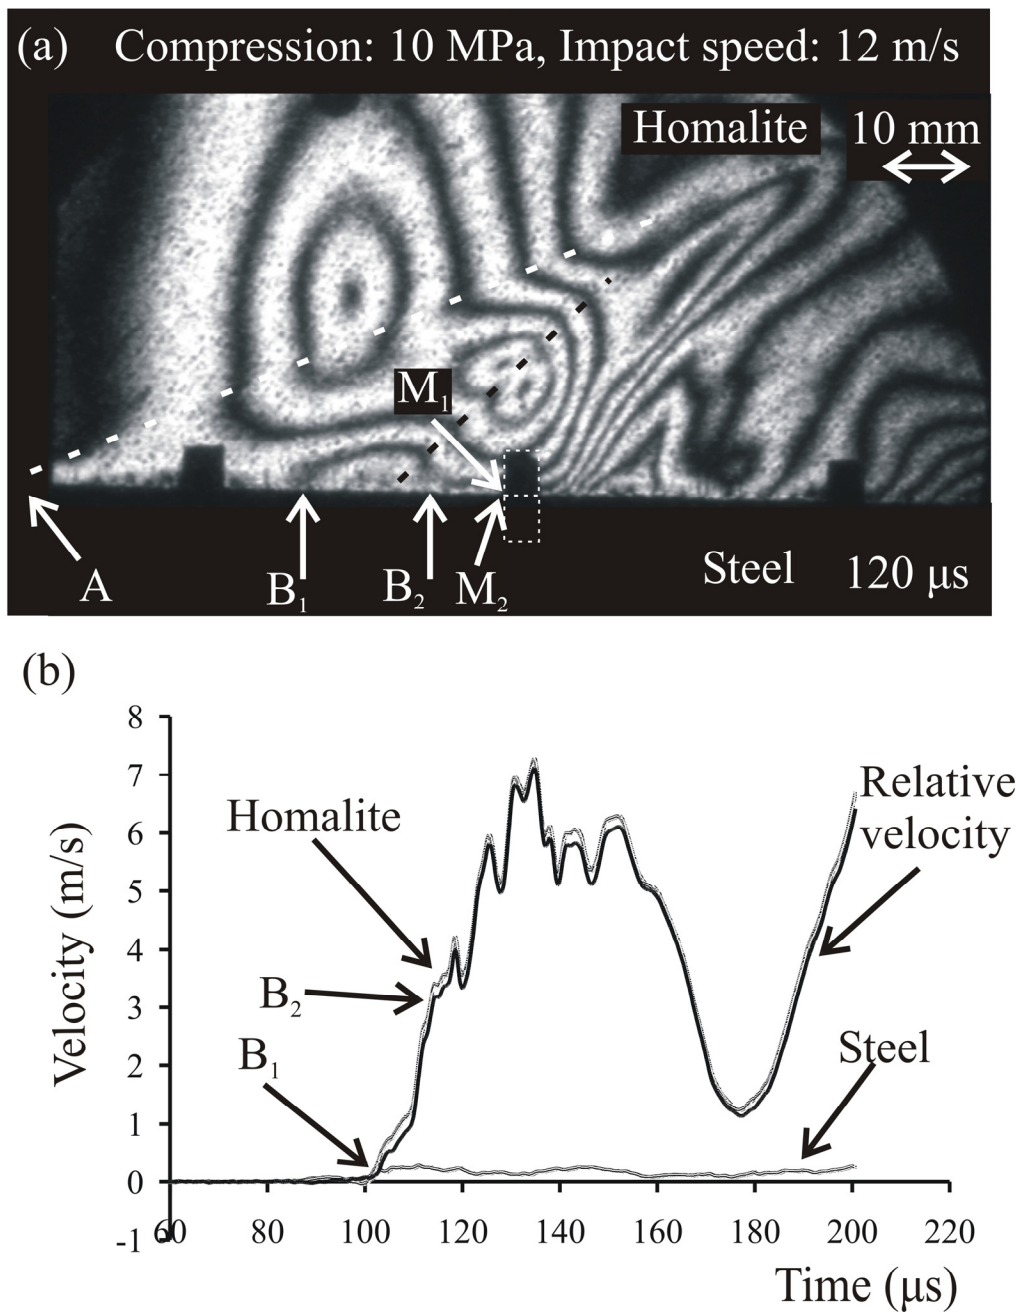 (a) Compression: 10 MPa, Impact speed: 12 m/s
Homalite 10 mm
M₁
A B₁ B₂ M₂ Steel 120 μs
(b)
Velocity (m/s)
8
7
6
5
4
3
2
1
0
-1
Homalite
B₂
B₁
Relative
velocity
Steel
60 80 100 120 140 160 180 200 220
Time (μs)